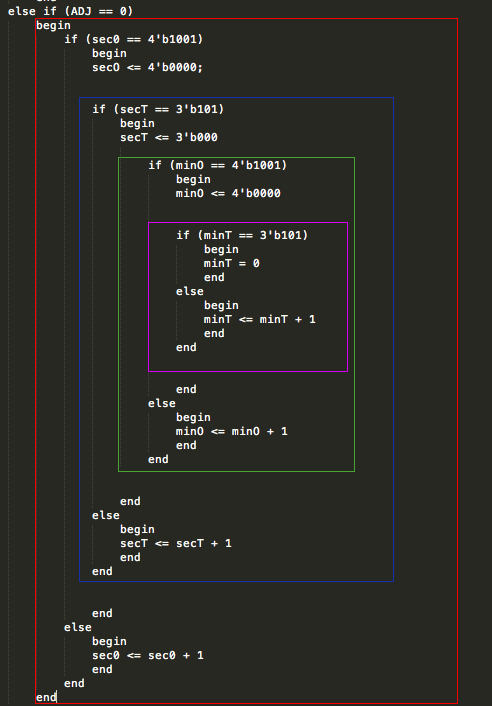 end
else if (ADJ == 0)
begin
if (sec0 == 4'b1001)
begin
secO <= 4'b0000;
if (secT == 3'b101)
begin
secT <= 3'b000
if (minO == 4'b1001)
begin
minO <= 4'b0000
if (minT == 3'b101)
begin
minT = 0
end
else
begin
minT <= minT + 1
end
end
end
else
begin
minO <= minO + 1
end
end
end
else
begin
secT <= secT + 1
end
end
end
else
begin
sec0 <= sec0 + 1
end
end
end